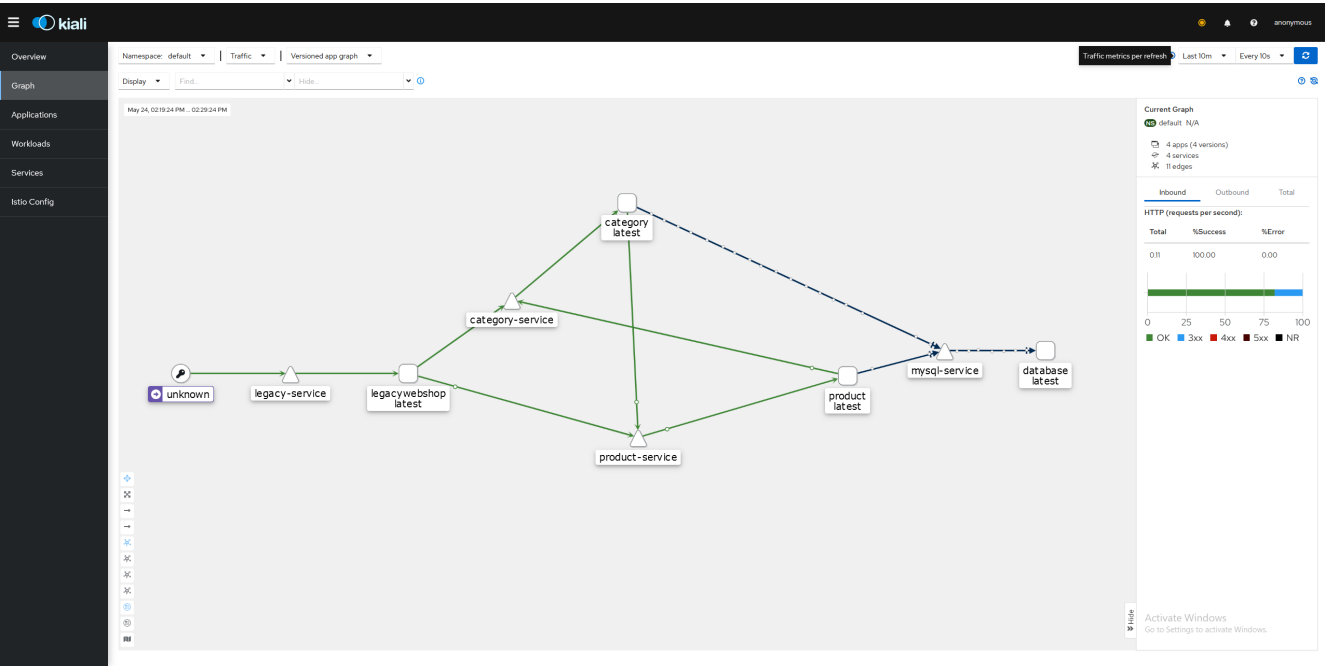 kiali
anonymous
Overview
Graph
Applications
Workloads
Services
Istio Config
Namespace: default
Traffic
Versioned app graph
Traffic metrics per refresh
Last 10m
Every 10s
Display
Find...
Hide...
May 24, 02:19:24 PM ... 02:29:24 PM
category
latest
category-service
unknown
legacy-service
legacywebshop
latest
product-service
product
latest
mysql-service
database
latest
Hide
Current Graph
NS default N/A
4 apps (4 versions)
4 services
11 edges
Inbound Outbound Total
HTTP (requests per second):
Total %Success %Error
0.11 100.00 0.00
0 25 50 75 100
OK 3xx 4xx 5xx NR
Activate Windows
Go to Settings to activate Windows.